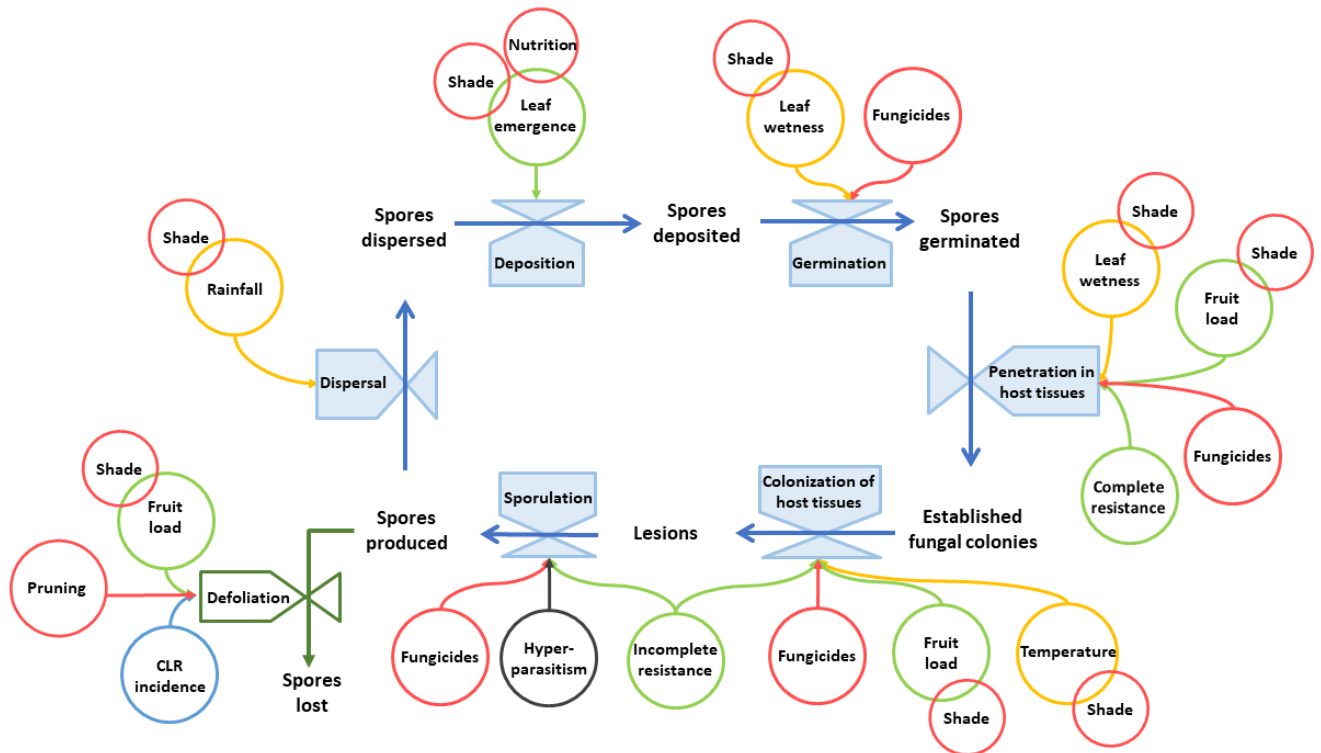 Nutrition
Shade
Leaf
emergence
Shade
Leaf
wetness
Fungicides
Spores
dispersed
Deposition
Spores
deposited
Germination
Spores
germinated
Shade
Leaf
wetness
Shade
Fruit
load
Shade
Rainfall
Dispersal
Penetration in
host tissues
Fungicides
Complete
resistance
Shade
Fruit
load
Pruning
Defoliation
CLR
incidence
Spores
produced
Spores
lost
Sporulation
Lesions
Colonization of
host tissues
Established
fungal colonies
Fungicides
Hyper-
parasitism
Incomplete
resistance
Fungicides
Fruit
load
Shade
Temperature
Shade